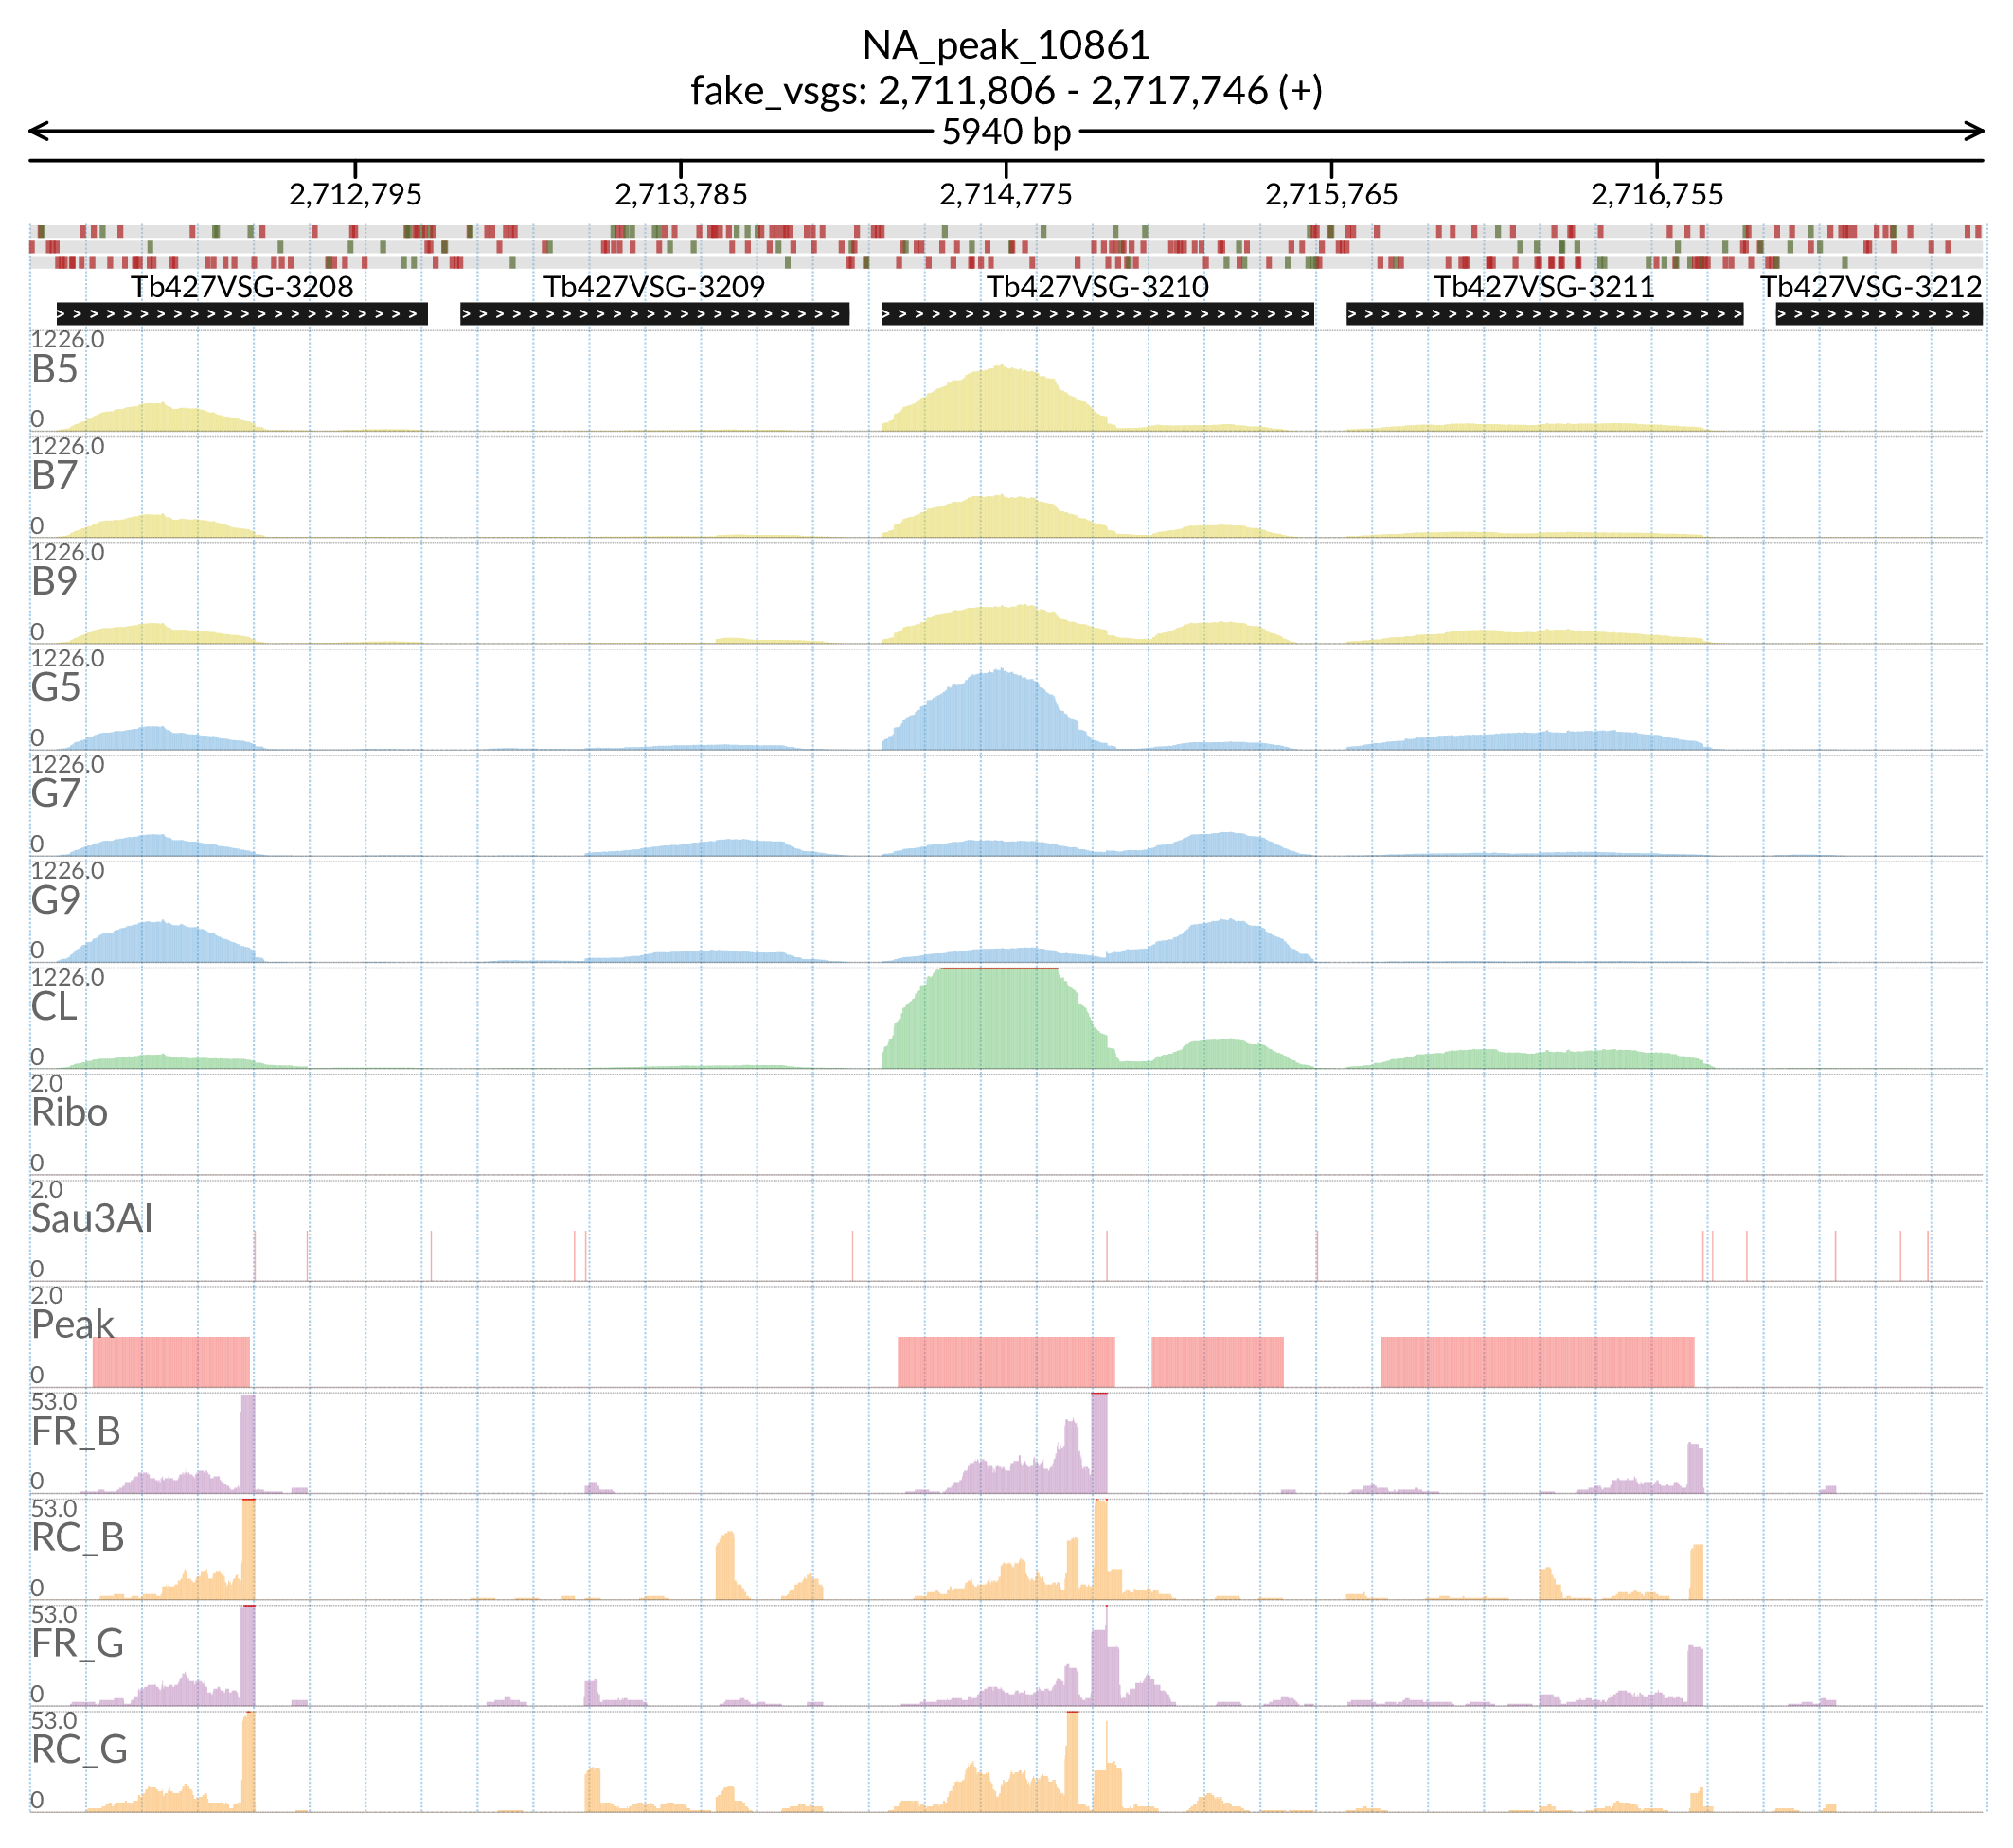 NA_peak_10861
fake_vsgs: 2,711,806 - 2,717,746 (+)
5940 bp
2,712,795 2,713,785 2,714,775 2,715,765 2,716,755
Tb427VSG-3208 Tb427VSG-3209 Tb427VSG-3210 Tb427VSG-3211 Tb427VSG-3212
1226.0
B5
0
1226.0
B7
0
1226.0
B9
0
1226.0
G5
0
1226.0
G7
0
1226.0
G9
0
1226.0
CL
0
2.0
Ribo
0
2.0
Sau3AI
0
2.0
Peak
0
53.0
FR_B
0
53.0
RC_B
0
53.0
FR_G
0
53.0
RC_G
0